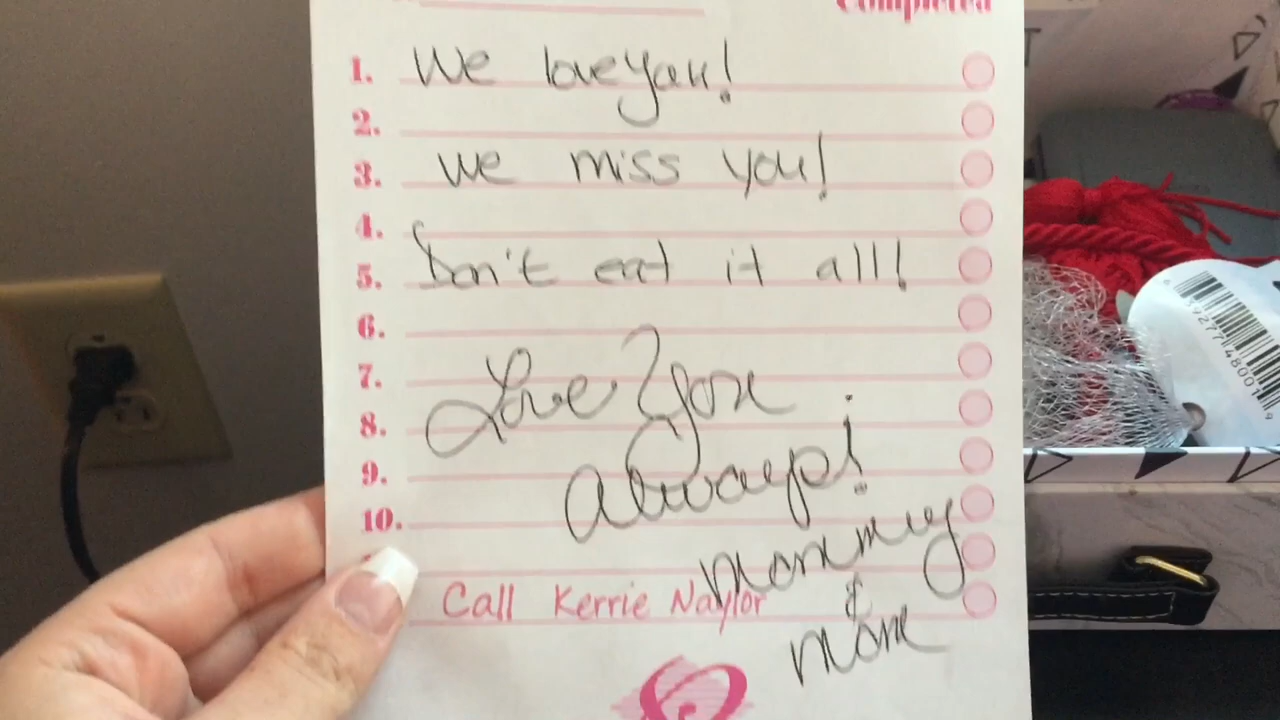 Completed
1. We love you!
2.
3. We miss you!
4.
5. Don't eat it all!
6.
7.
8. Love You
9. always!
10.
mommy
Call Kerrie Naylor &
mom